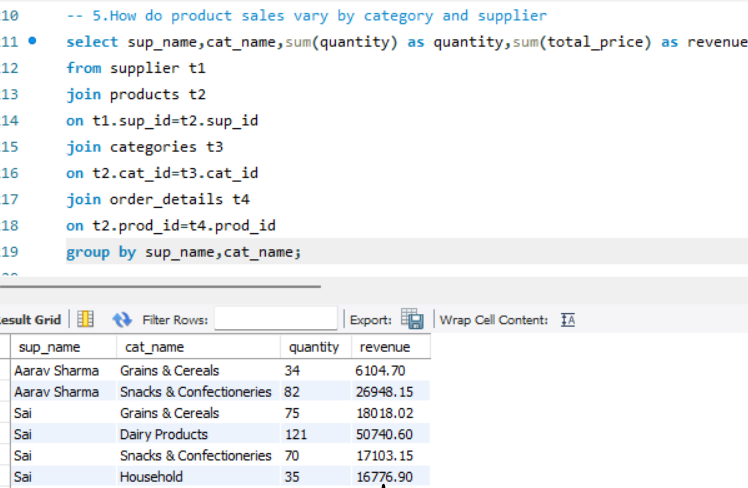 10 -- 5.How do product sales vary by category and supplier
11 select sup_name,cat_name,sum(quantity) as quantity,sum(total_price) as revenue
12 from supplier t1
13 join products t2
14 on t1.sup_id=t2.sup_id
15 join categories t3
16 on t2.cat_id=t3.cat_id
17 join order_details t4
18 on t2.prod_id=t4.prod_id
19 group by sup_name,cat_name;
esult Grid Filter Rows: Export: Wrap Cell Content:
sup_name cat_name quantity revenue
Aarav Sharma Grains & Cereals 34 6104.70
Aarav Sharma Snacks & Confectioneries 82 26948.15
Sai Grains & Cereals 75 18018.02
Sai Dairy Products 121 50740.60
Sai Snacks & Confectioneries 70 17103.15
Sai Household 35 16776.90